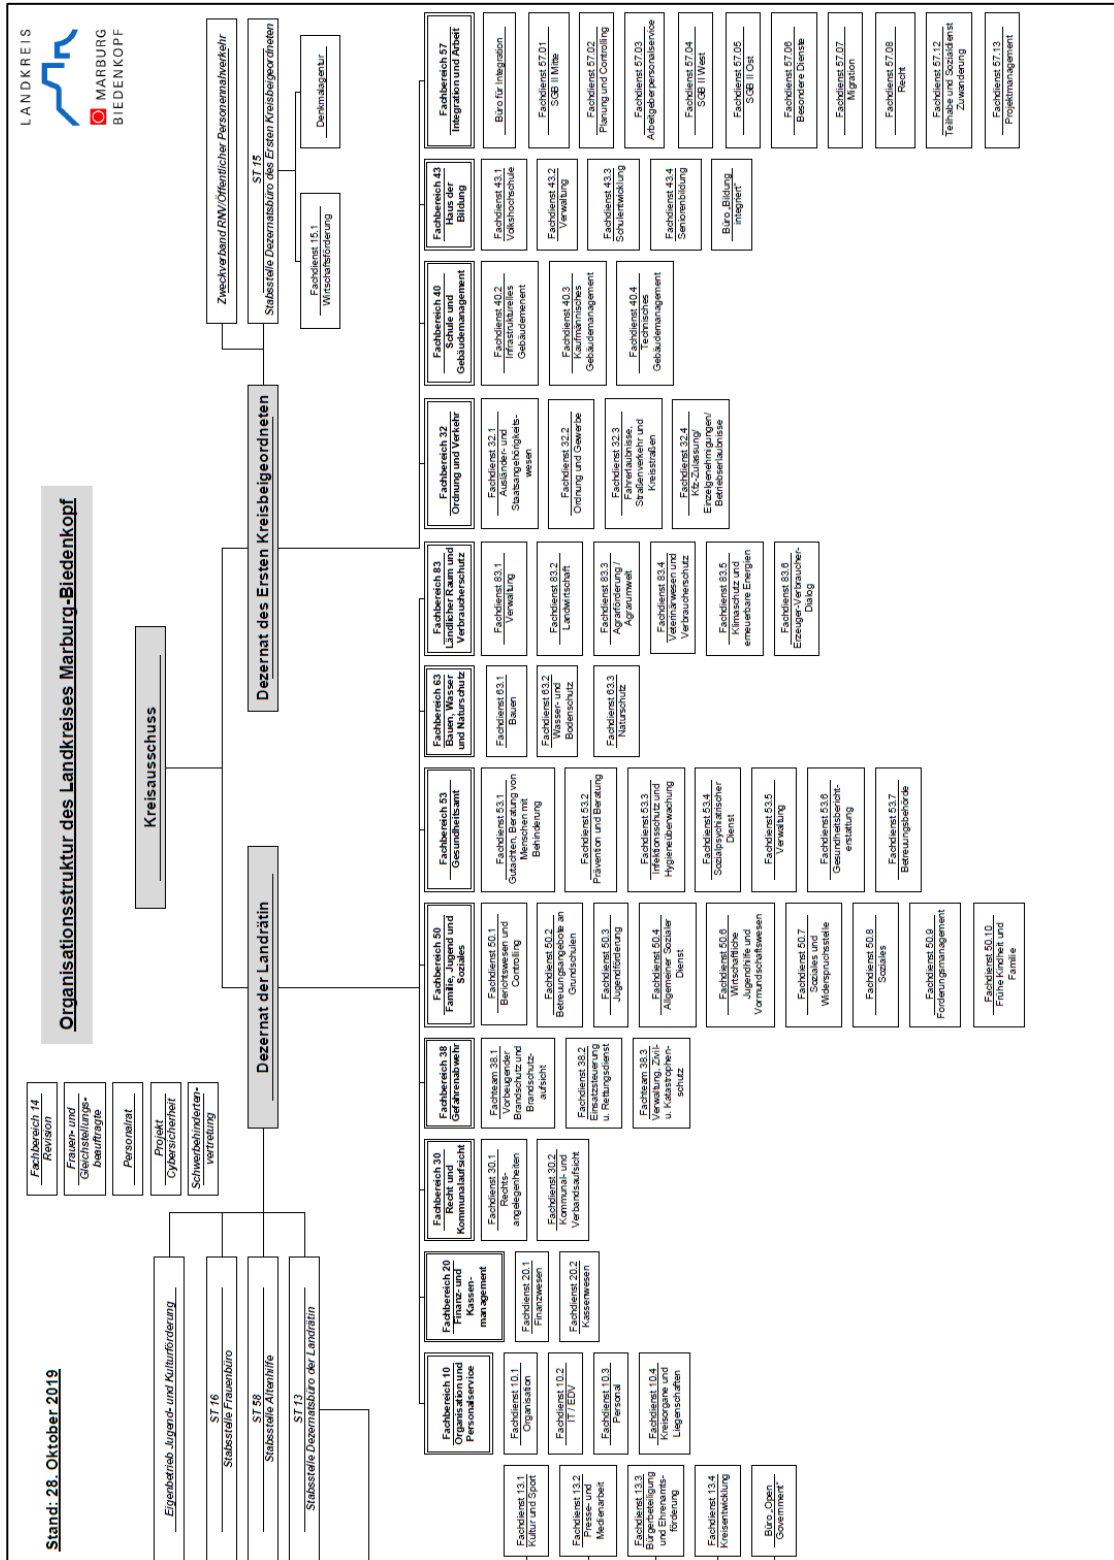 Stand: 28. Oktober 2019
Organisationsstruktur des Landkreises Marburg-Biedenkopf
LANDKREIS
MARBURG
BIEDENKOPF
Fachbereich 14
Revision
Frauen- und
Gleichstellungs-
beauftragte
Personalrat
Projekt
Cybersicherheit
Schwerbehinderten-
vertretung
Kreisausschuss
Eigenbetrieb Jugend- und Kulturförderung
ST 16
Stabsstelle Frauenbüro
ST 58
Stabsstelle Altenhilfe
ST 13
Stabsstelle Dezernatsbüro der Landrätin
Dezernat der Landrätin
Dezernat des Ersten Kreisbeigeordneten
Zweckverband RNV/Öffentlicher Personennahverkehr
ST 15
Stabsstelle Dezernatsbüro des Ersten Kreisbeigeordneten
Fachdienst 15.1
Wirtschaftsförderung
Denkmalagentur
Fachdienst 13.1
Kultur und Sport
Fachdienst 13.2
Presse- und
Medienarbeit
Fachdienst 13.3
Bürgerbeteiligung
und Ehrenamts-
förderung
Fachdienst 13.4
Kreisentwicklung
Büro „Open
Government“
Fachbereich 10
Organisation und
Personalservice
Fachdienst 10.1
Organisation
Fachdienst 10.2
IT / EDV
Fachdienst 10.3
Personal
Fachdienst 10.4
Kreisorgane und
Liegenschaften
Fachbereich 20
Finanz- und
Kassen-
management
Fachdienst 20.1
Finanzwesen
Fachdienst 20.2
Kassenwesen
Fachbereich 30
Recht und
Kommunalaufsicht
Fachdienst 30.1
Rechts-
angelegenheiten
Fachdienst 30.2
Kommunal- und
Verbandsaufsicht
Fachbereich 38
Gefahrenabwehr
Fachteam 38.1
Vorbeugender
Brandschutz und
Brandschutz-
aufsicht
Fachdienst 38.2
Einsatzsteuerung
u. Rettungsdienst
Fachteam 38.3
Verwaltung, Zivil-
u. Katastrophen-
schutz
Fachbereich 50
Familie, Jugend und
Soziales
Fachdienst 50.1
Berichtswesen und
Controlling
Fachdienst 50.2
Betreuungsangebote an
Grundschulen
Fachdienst 50.3
Jugendförderung
Fachdienst 50.4
Allgemeiner Sozialer
Dienst
Fachdienst 50.6
Wirtschaftliche
Jugendhilfe und
Vormundschaftswesen
Fachdienst 50.7
Soziales und
Widerspruchsstelle
Fachdienst 50.8
Soziales
Fachdienst 50.9
Forderungsmanagement
Fachdienst 50.10
Frühe Kindheit und
Familie
Fachbereich 53
Gesundheitsamt
Fachdienst 53.1
Gutachten, Beratung von
Menschen mit
Behinderung
Fachdienst 53.2
Prävention und Beratung
Fachdienst 53.3
Infektionsschutz und
Hygieneüberwachung
Fachdienst 53.4
Sozialpsychiatrischer
Dienst
Fachdienst 53.5
Verwaltung
Fachdienst 53.6
Gesundheitsbericht-
erstattung
Fachdienst 53.7
Betreuungsbehörde
Fachbereich 63
Bauen, Wasser
und Naturschutz
Fachdienst 63.1
Bauen
Fachdienst 63.2
Wasser- und
Bodenschutz
Fachdienst 63.3
Naturschutz
Fachbereich 83
Ländlicher Raum und
Verbraucherschutz
Fachdienst 83.1
Verwaltung
Fachdienst 83.2
Landwirtschaft
Fachdienst 83.3
Agrarförderung /
Agrarumwelt
Fachdienst 83.4
Veterinärwesen und
Verbraucherschutz
Fachdienst 83.5
Klimaschutz und
erneuerbare Energien
Fachdienst 83.6
Erzeuger-Verbraucher-
Dialog
Fachbereich 32
Ordnung und Verkehr
Fachdienst 32.1
Ausländer- und
Staatsangehörigkeits-
wesen
Fachdienst 32.2
Ordnung und Gewerbe
Fachdienst 32.3
Fahrerlaubnisse,
Straßenverkehr und
Kreisstraßen
Fachdienst 32.4
Kfz-Zulassung/
Einzelgenehmigungen/
Betriebserlaubnisse
Fachbereich 40
Schule und
Gebäudemanagement
Fachdienst 40.2
Infrastrukturelles
Gebäudemenent
Fachdienst 40.3
Kaufmännisches
Gebäudemanagement
Fachdienst 40.4
Technisches
Gebäudemanagement
Fachbereich 43
Haus der
Bildung
Fachdienst 43.1
Volkshochschule
Fachdienst 43.2
Verwaltung
Fachdienst 43.3
Schulentwicklung
Fachdienst 43.4
Seniorenbildung
Büro „Bildung
integriert“
Fachbereich 57
Integration und Arbeit
Büro für Integration
Fachdienst 57.01
SGB II Mitte
Fachdienst 57.02
Planung und Controlling
Fachdienst 57.03
Arbeitgeberpersonalservice
Fachdienst 57.04
SGB II West
Fachdienst 57.05
SGB II Ost
Fachdienst 57.06
Besondere Dienste
Fachdienst 57.07
Migration
Fachdienst 57.08
Recht
Fachdienst 57.12
Teilhabe und Sozialdienst
Zuwanderung
Fachdienst 57.13
Projektmanagement